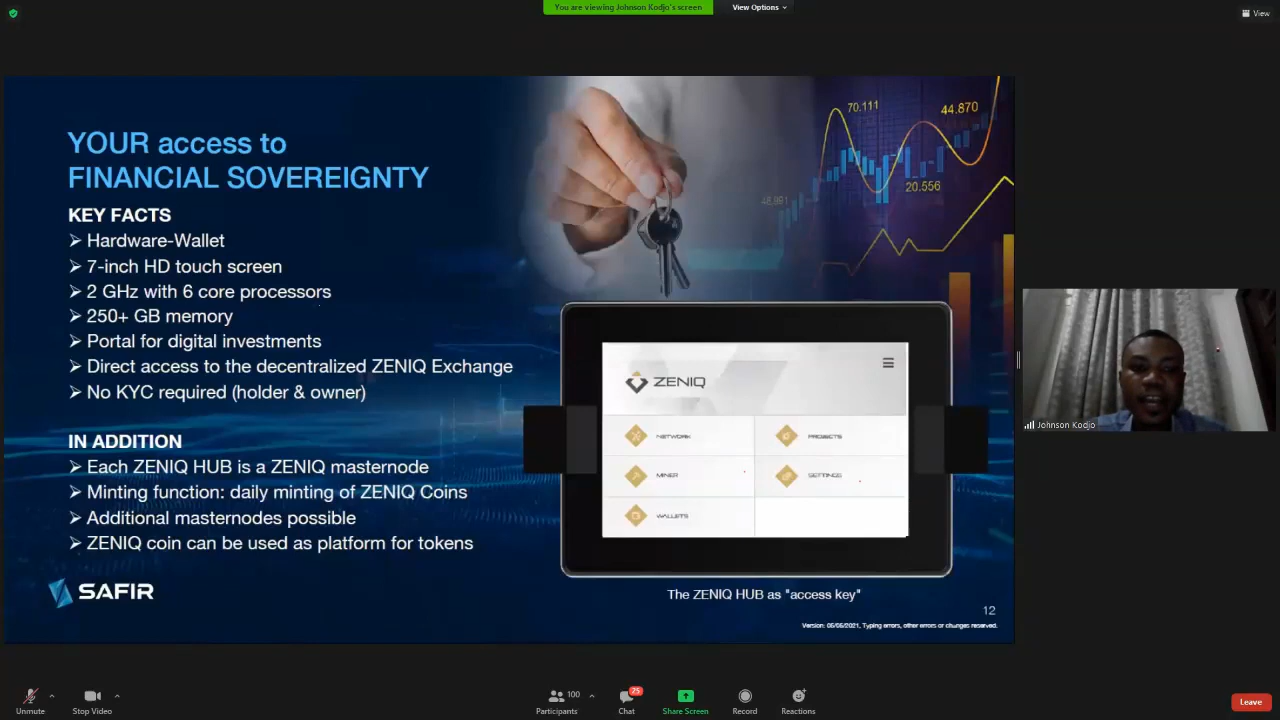 You are viewing Johnson Kodjo's screen
View Options
View
YOUR access to
FINANCIAL SOVEREIGNTY
KEY FACTS
➢ Hardware-Wallet
➢ 7-inch HD touch screen
➢ 2 GHz with 6 core processors
➢ 250+ GB memory
➢ Portal for digital investments
➢ Direct access to the decentralized ZENIQ Exchange
➢ No KYC required (holder & owner)
IN ADDITION
➢ Each ZENIQ HUB is a ZENIQ masternode
➢ Minting function: daily minting of ZENIQ Coins
➢ Additional masternodes possible
➢ ZENIQ coin can be used as platform for tokens
SAFIR
70.111
44.870
20.556
ZENIQ
NETWORK
PROJECTS
MINER
SETTINGS
WALLETS
The ZENIQ HUB as "access key"
12
Version: 05/05/2021, Typing errors, other errors or changes reserved.
Johnson Kodjo
Unmute
Stop Video
100
Participants
25
Chat
Share Screen
Record
Reactions
Leave